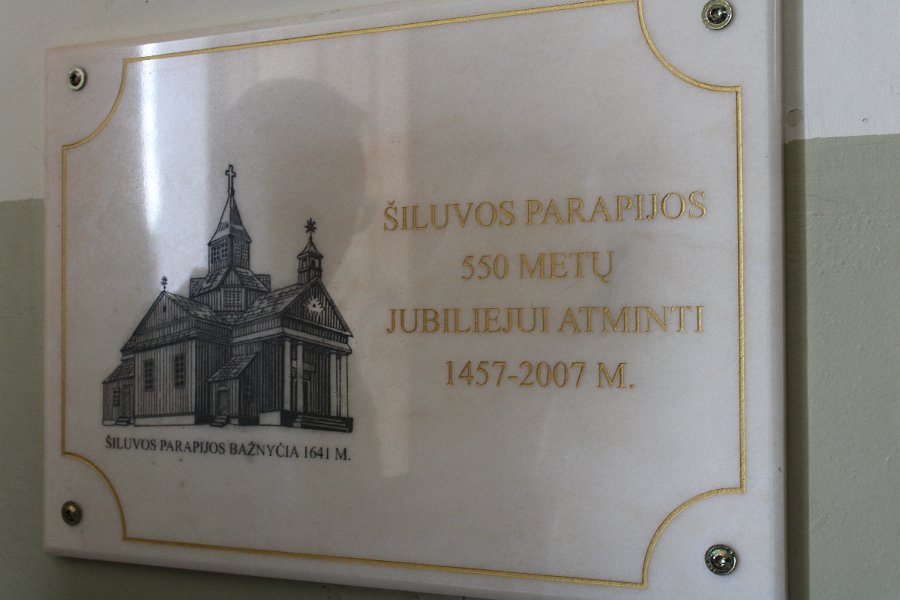 ŠILUVOS PARAPIJOS
550 METŲ
JUBILIEJUI ATMINTI
1457-2007 M.
ŠILUVOS PARAPIJOS BAŽNYČIA 1641 M.